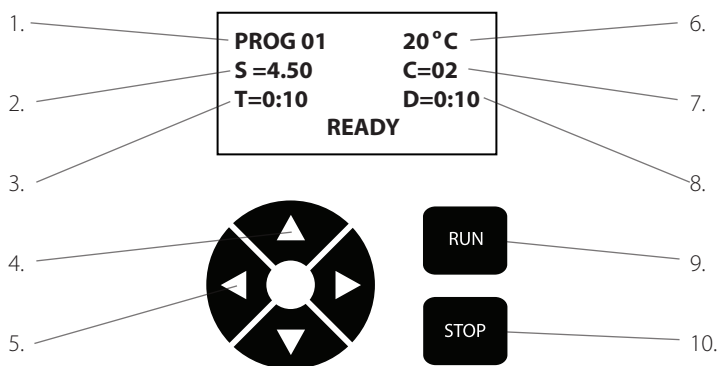 1.
PROG 01 20°C
6.
2.
S =4.50 C=02
7.
3.
T=0:10 D=0:10
8.
READY
4.
RUN
9.
5.
STOP
10.